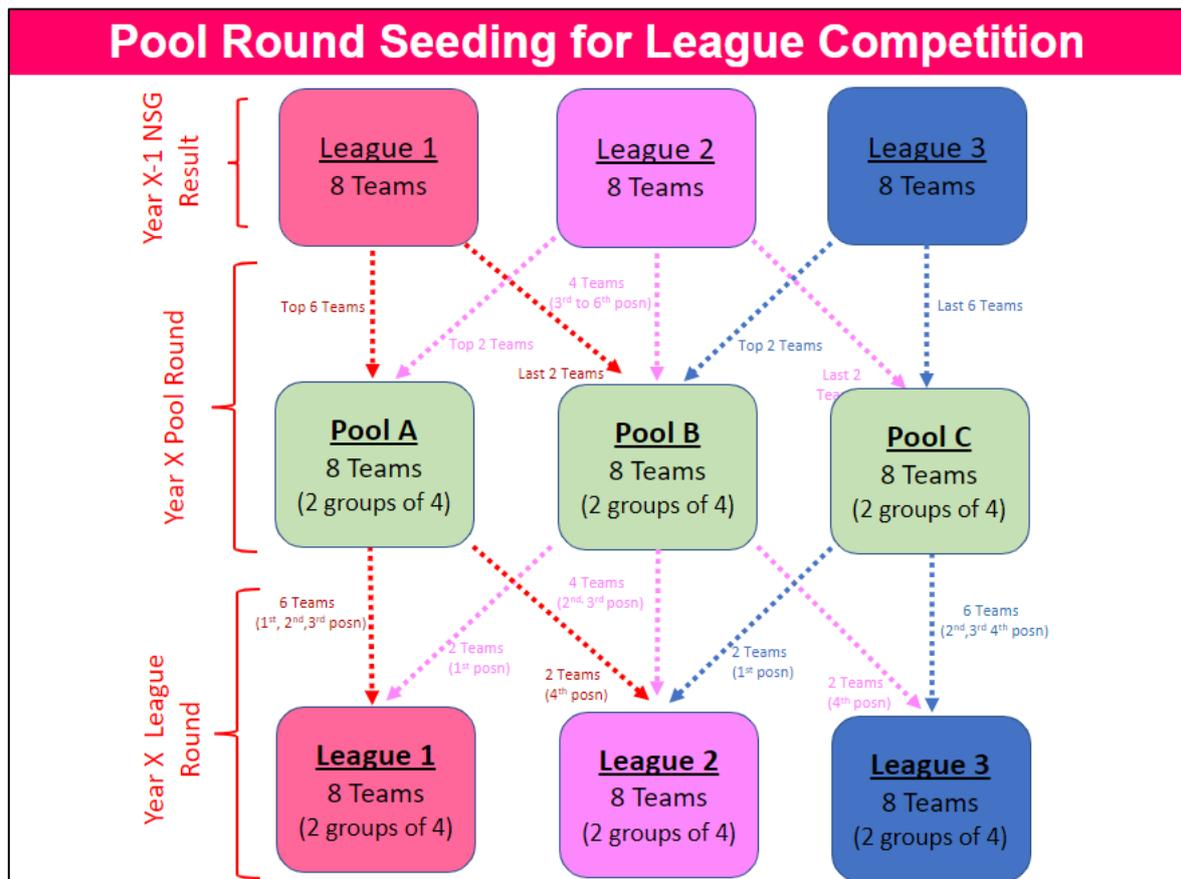 Pool Round Seeding for League Competition
Year X-1 NSG
Result
League 1
8 Teams
League 2
8 Teams
League 3
8 Teams
Year X Pool Round
Top 6 Teams
Top 2 Teams
Last 2 Teams
4 Teams
(3rd to 6th posn)
Top 2 Teams
Last 2
Last 6 Teams
Pool A
8 Teams
(2 groups of 4)
Pool B
8 Teams
(2 groups of 4)
Pool C
8 Teams
(2 groups of 4)
Year X League
Round
6 Teams
(1st, 2nd,3rd posn)
2 Teams
(1st posn)
2 Teams
(4th posn)
4 Teams
(2nd, 3rd posn)
2 Teams
(1st posn)
2 Teams
(4th posn)
6 Teams
(2nd,3rd 4th posn)
League 1
8 Teams
(2 groups of 4)
League 2
8 Teams
(2 groups of 4)
League 3
8 Teams
(2 groups of 4)